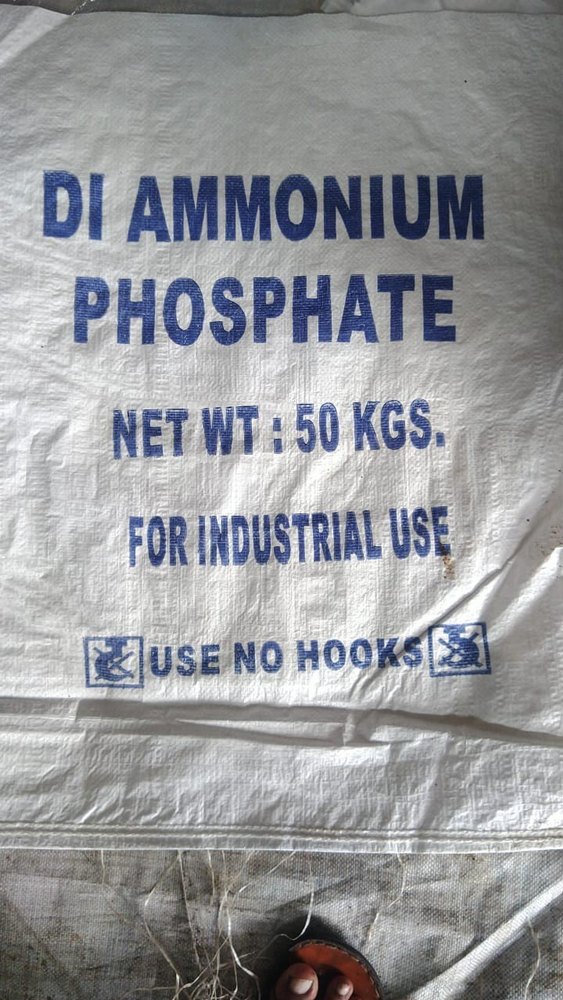 DI AMMONIUM
PHOSPHATE
NET WT : 50 KGS.
FOR INDUSTRIAL USE
USE NO HOOKS